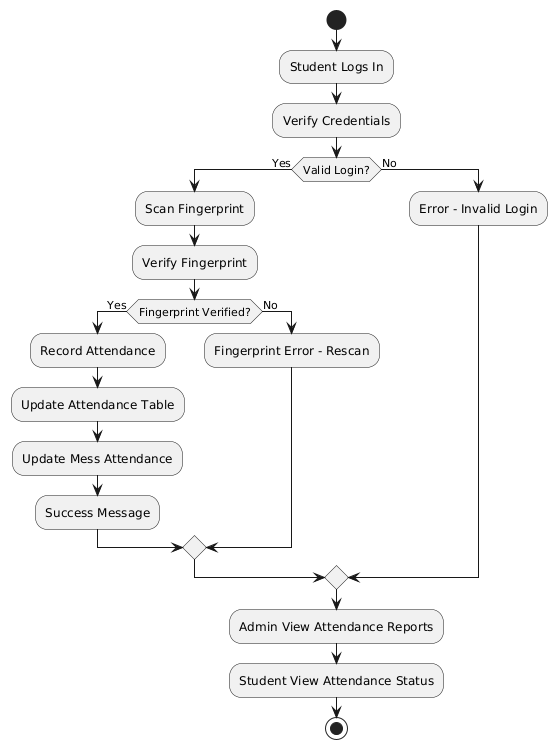 Student Logs In
Verify Credentials
Yes
Valid Login?
No
Scan Fingerprint
Error - Invalid Login
Verify Fingerprint
Yes
Fingerprint Verified?
No
Record Attendance
Fingerprint Error - Rescan
Update Attendance Table
Update Mess Attendance
Success Message
Admin View Attendance Reports
Student View Attendance Status